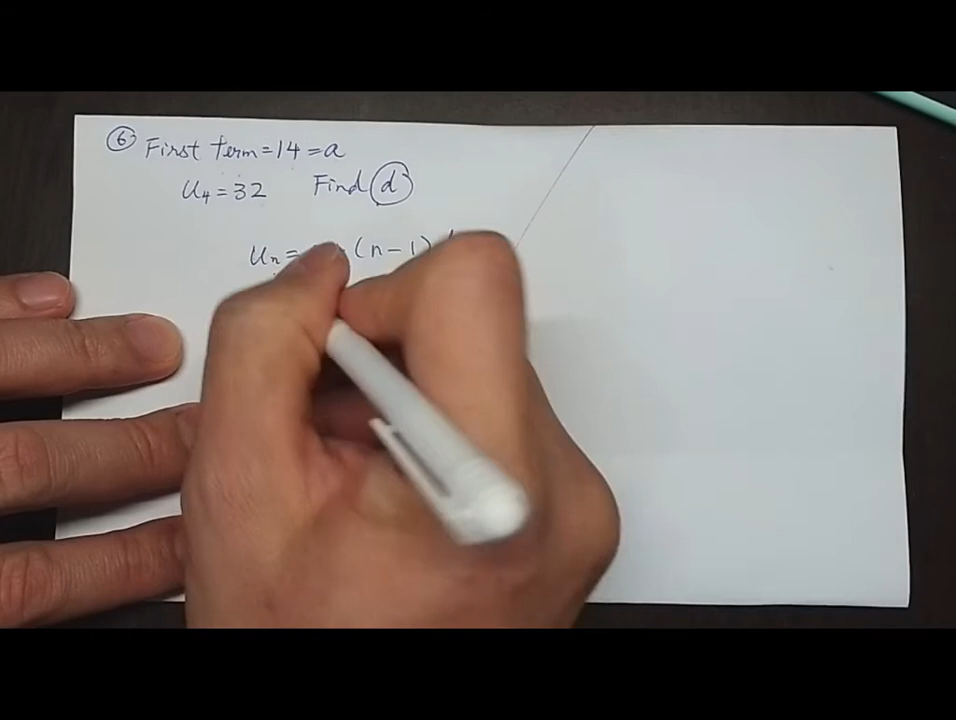 ⑥ First term = 14 = a
U₄ = 32 Find d
Uₙ = (n - 1)